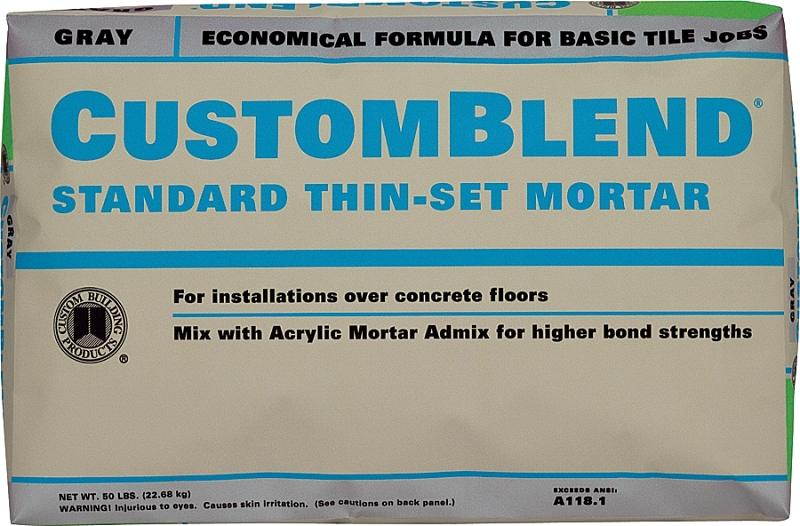 GRAY
ECONOMICAL FORMULA FOR BASIC TILE JOBS
CUSTOMBLEND®
STANDARD THIN-SET MORTAR
GRAY
For installations over concrete floors
CUSTOM BUILDING PRODUCTS ®
Mix with Acrylic Mortar Admix for higher bond strengths
NET WT. 50 LBS. (22.68 kg)
WARNING! Injurious to eyes. Causes skin irritation. (See cautions on back panel.)
EXCEEDS ANSI:
A118.1